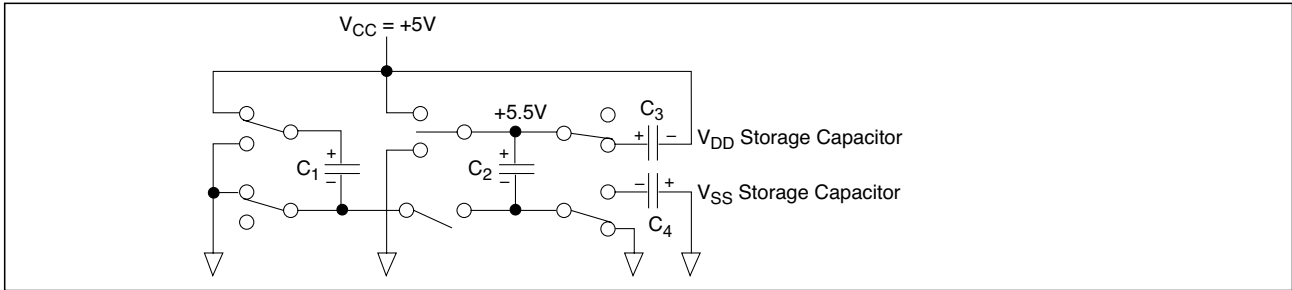 V_CC = +5V
+5.5V
C_3
+ −
V_DD Storage Capacitor
+
C_1
−
+
C_2
−
− +
V_SS Storage Capacitor
C_4